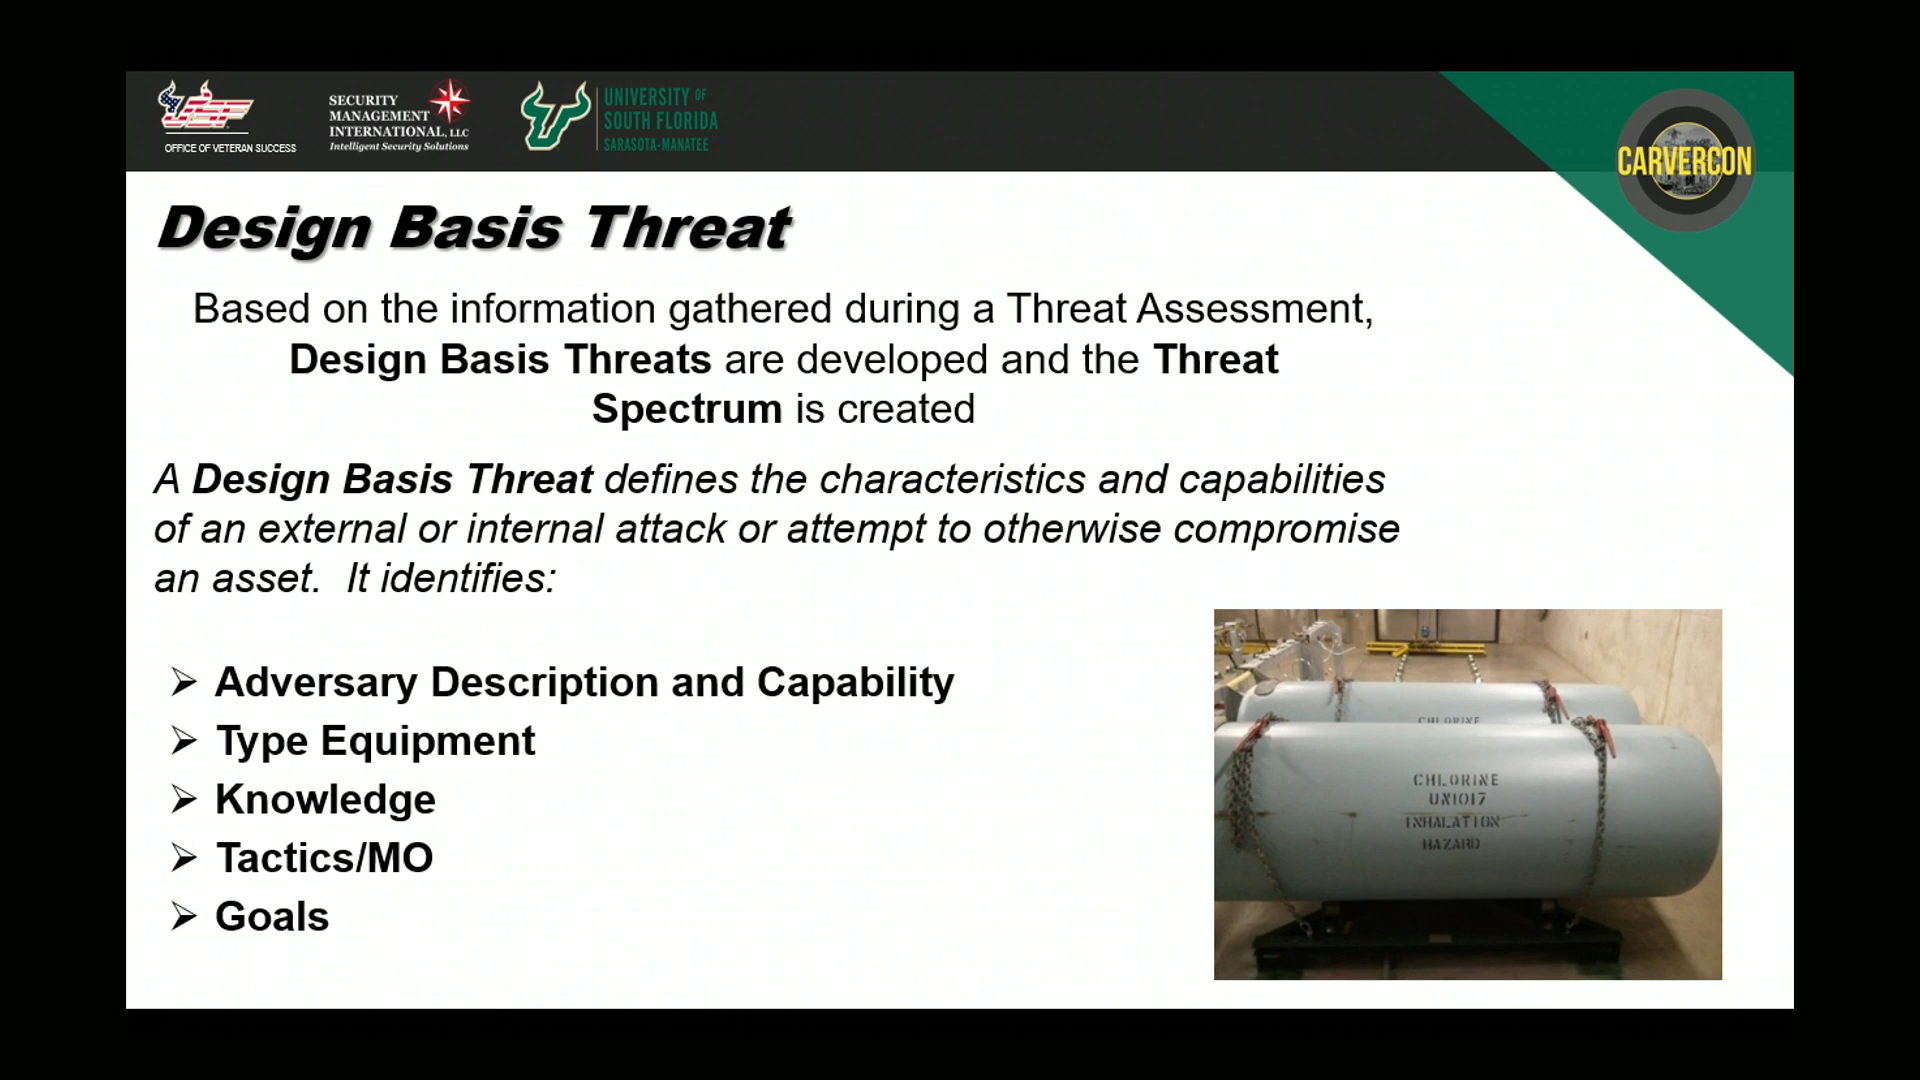 USF
OFFICE OF VETERAN SUCCESS
SECURITY
MANAGEMENT
INTERNATIONAL, LLC
Intelligent Security Solutions
UNIVERSITY OF
SOUTH FLORIDA
SARASOTA-MANATEE
CARVERCON
Design Basis Threat
Based on the information gathered during a Threat Assessment,
Design Basis Threats are developed and the Threat
Spectrum is created
A Design Basis Threat defines the characteristics and capabilities
of an external or internal attack or attempt to otherwise compromise
an asset. It identifies:
➢ Adversary Description and Capability
➢ Type Equipment
➢ Knowledge
➢ Tactics/MO
➢ Goals
CHLORINE
CHLORINE
UN1017
INHALATION
HAZARD